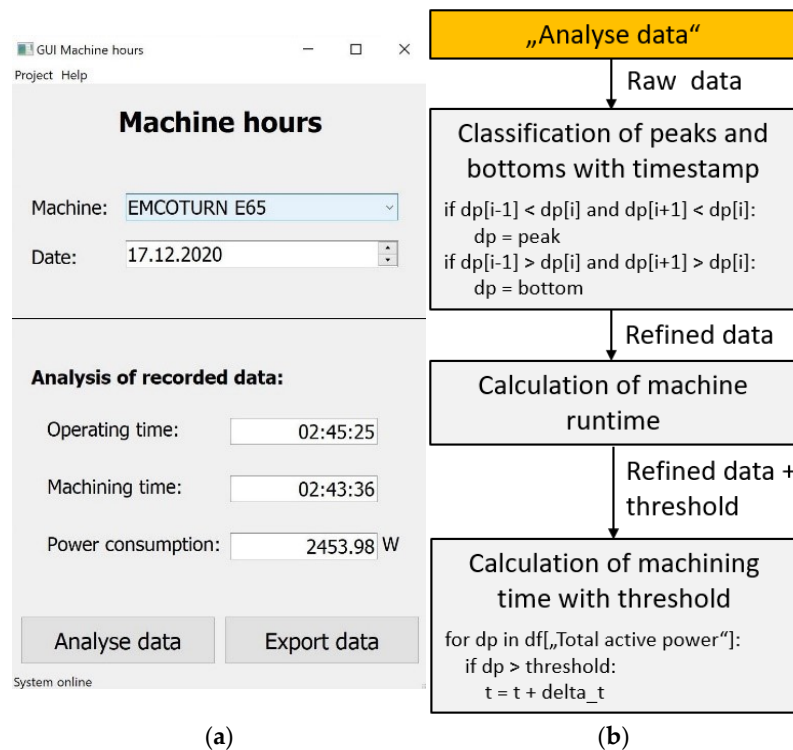 GUI Machine hours
Project Help
Machine hours
Machine: EMCOTURN E65
Date: 17.12.2020
Analysis of recorded data:
Operating time: 02:45:25
Machining time: 02:43:36
Power consumption: 2453.98 W
Analyse data Export data
System online
(a)
„Analyse data“
Raw data
Classification of peaks and
bottoms with timestamp
if dp[i-1] < dp[i] and dp[i+1] < dp[i]:
dp = peak
if dp[i-1] > dp[i] and dp[i+1] > dp[i]:
dp = bottom
Refined data
Calculation of machine
runtime
Refined data +
threshold
Calculation of machining
time with threshold
for dp in df[„Total active power“]:
if dp > threshold:
t = t + delta_t
(b)